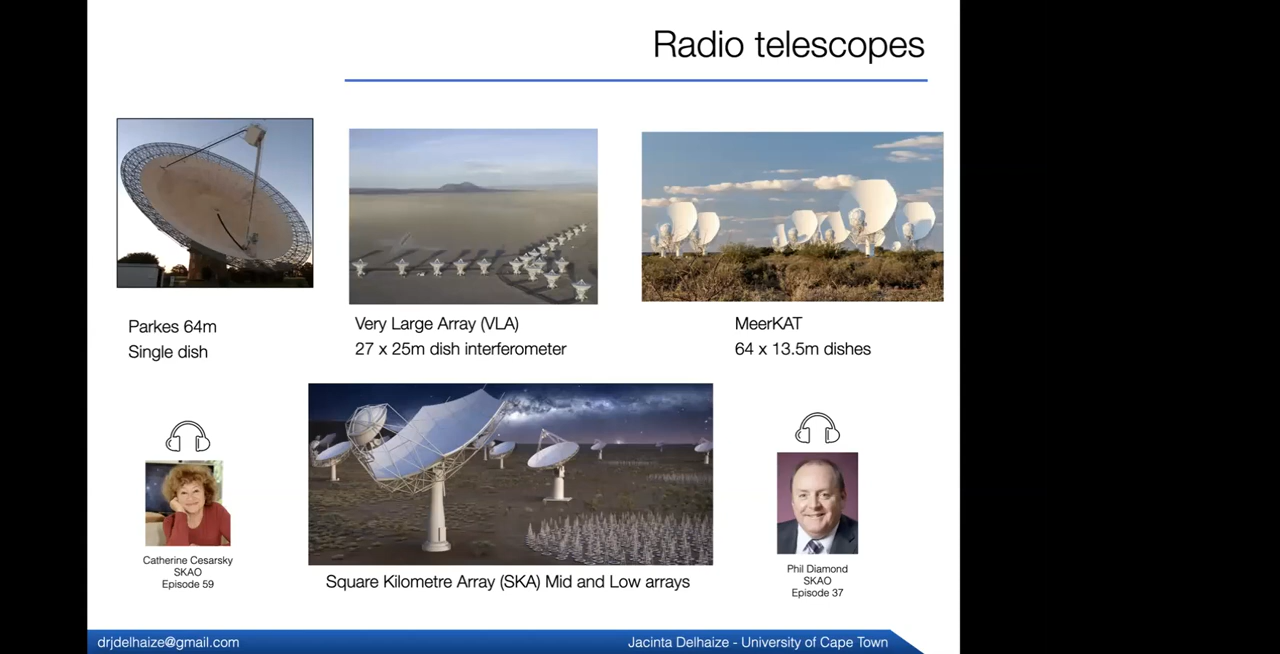 Radio telescopes
Parkes 64m
Single dish
Very Large Array (VLA)
27 x 25m dish interferometer
MeerKAT
64 x 13.5m dishes
Catherine Cesarsky
SKAO
Episode 59
Square Kilometre Array (SKA) Mid and Low arrays
Phil Diamond
SKAO
Episode 37
drjdelhaize@gmail.com
Jacinta Delhaize - University of Cape Town